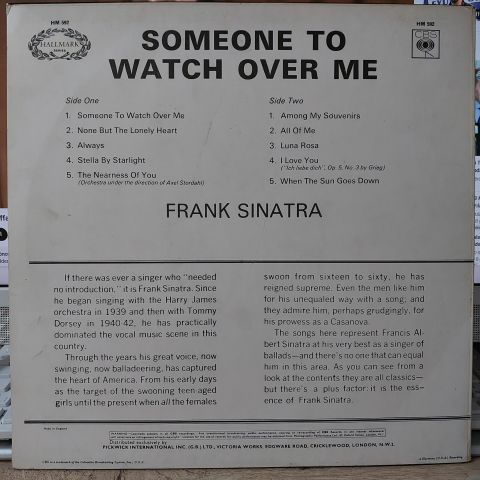 HM 592
HALLMARK
SERIES
HM 592
CBS
SOMEONE TO
WATCH OVER ME
Side One
1. Someone To Watch Over Me
2. None But The Lonely Heart
3. Always
4. Stella By Starlight
5. The Nearness Of You
(Orchestra under the direction of Axel Stordahl)
Side Two
1. Among My Souvenirs
2. All Of Me
3. Luna Rosa
4. I Love You
("Ich liebe dich", Op. 5, No. 3 by Grieg)
5. When The Sun Goes Down
FRANK SINATRA
If there was ever a singer who "needed
no introduction," it is Frank Sinatra. Since
he began singing with the Harry James
orchestra in 1939 and then with Tommy
Dorsey in 1940-42, he has practically
dominated the vocal music scene in this
country.
Through the years his great voice, now
swinging, now balladeering, has captured
the heart of America. From his early days
as the target of the swooning teen aged
girls until the present when all the females
swoon from sixteen to sixty, he has
reigned supreme. Even the men like him
for his unequaled way with a song; and
they admire him, perhaps grudgingly, for
his prowess as a Casanova.
The songs here represent Francis Al-
bert Sinatra at his very best as a singer of
ballads—and there's no one that can equal
him in this area. As you can see from a
look at the contents they are all classics—
but there's a plus factor: it is the ess-
ence of Frank Sinatra.
Made in England
Distributed exclusively by
PICKWICK INTERNATIONAL INC. (G.B.) LTD., VICTORIA WORKS, EDGWARE ROAD, CRICKLEWOOD, LONDON, N.W.2.